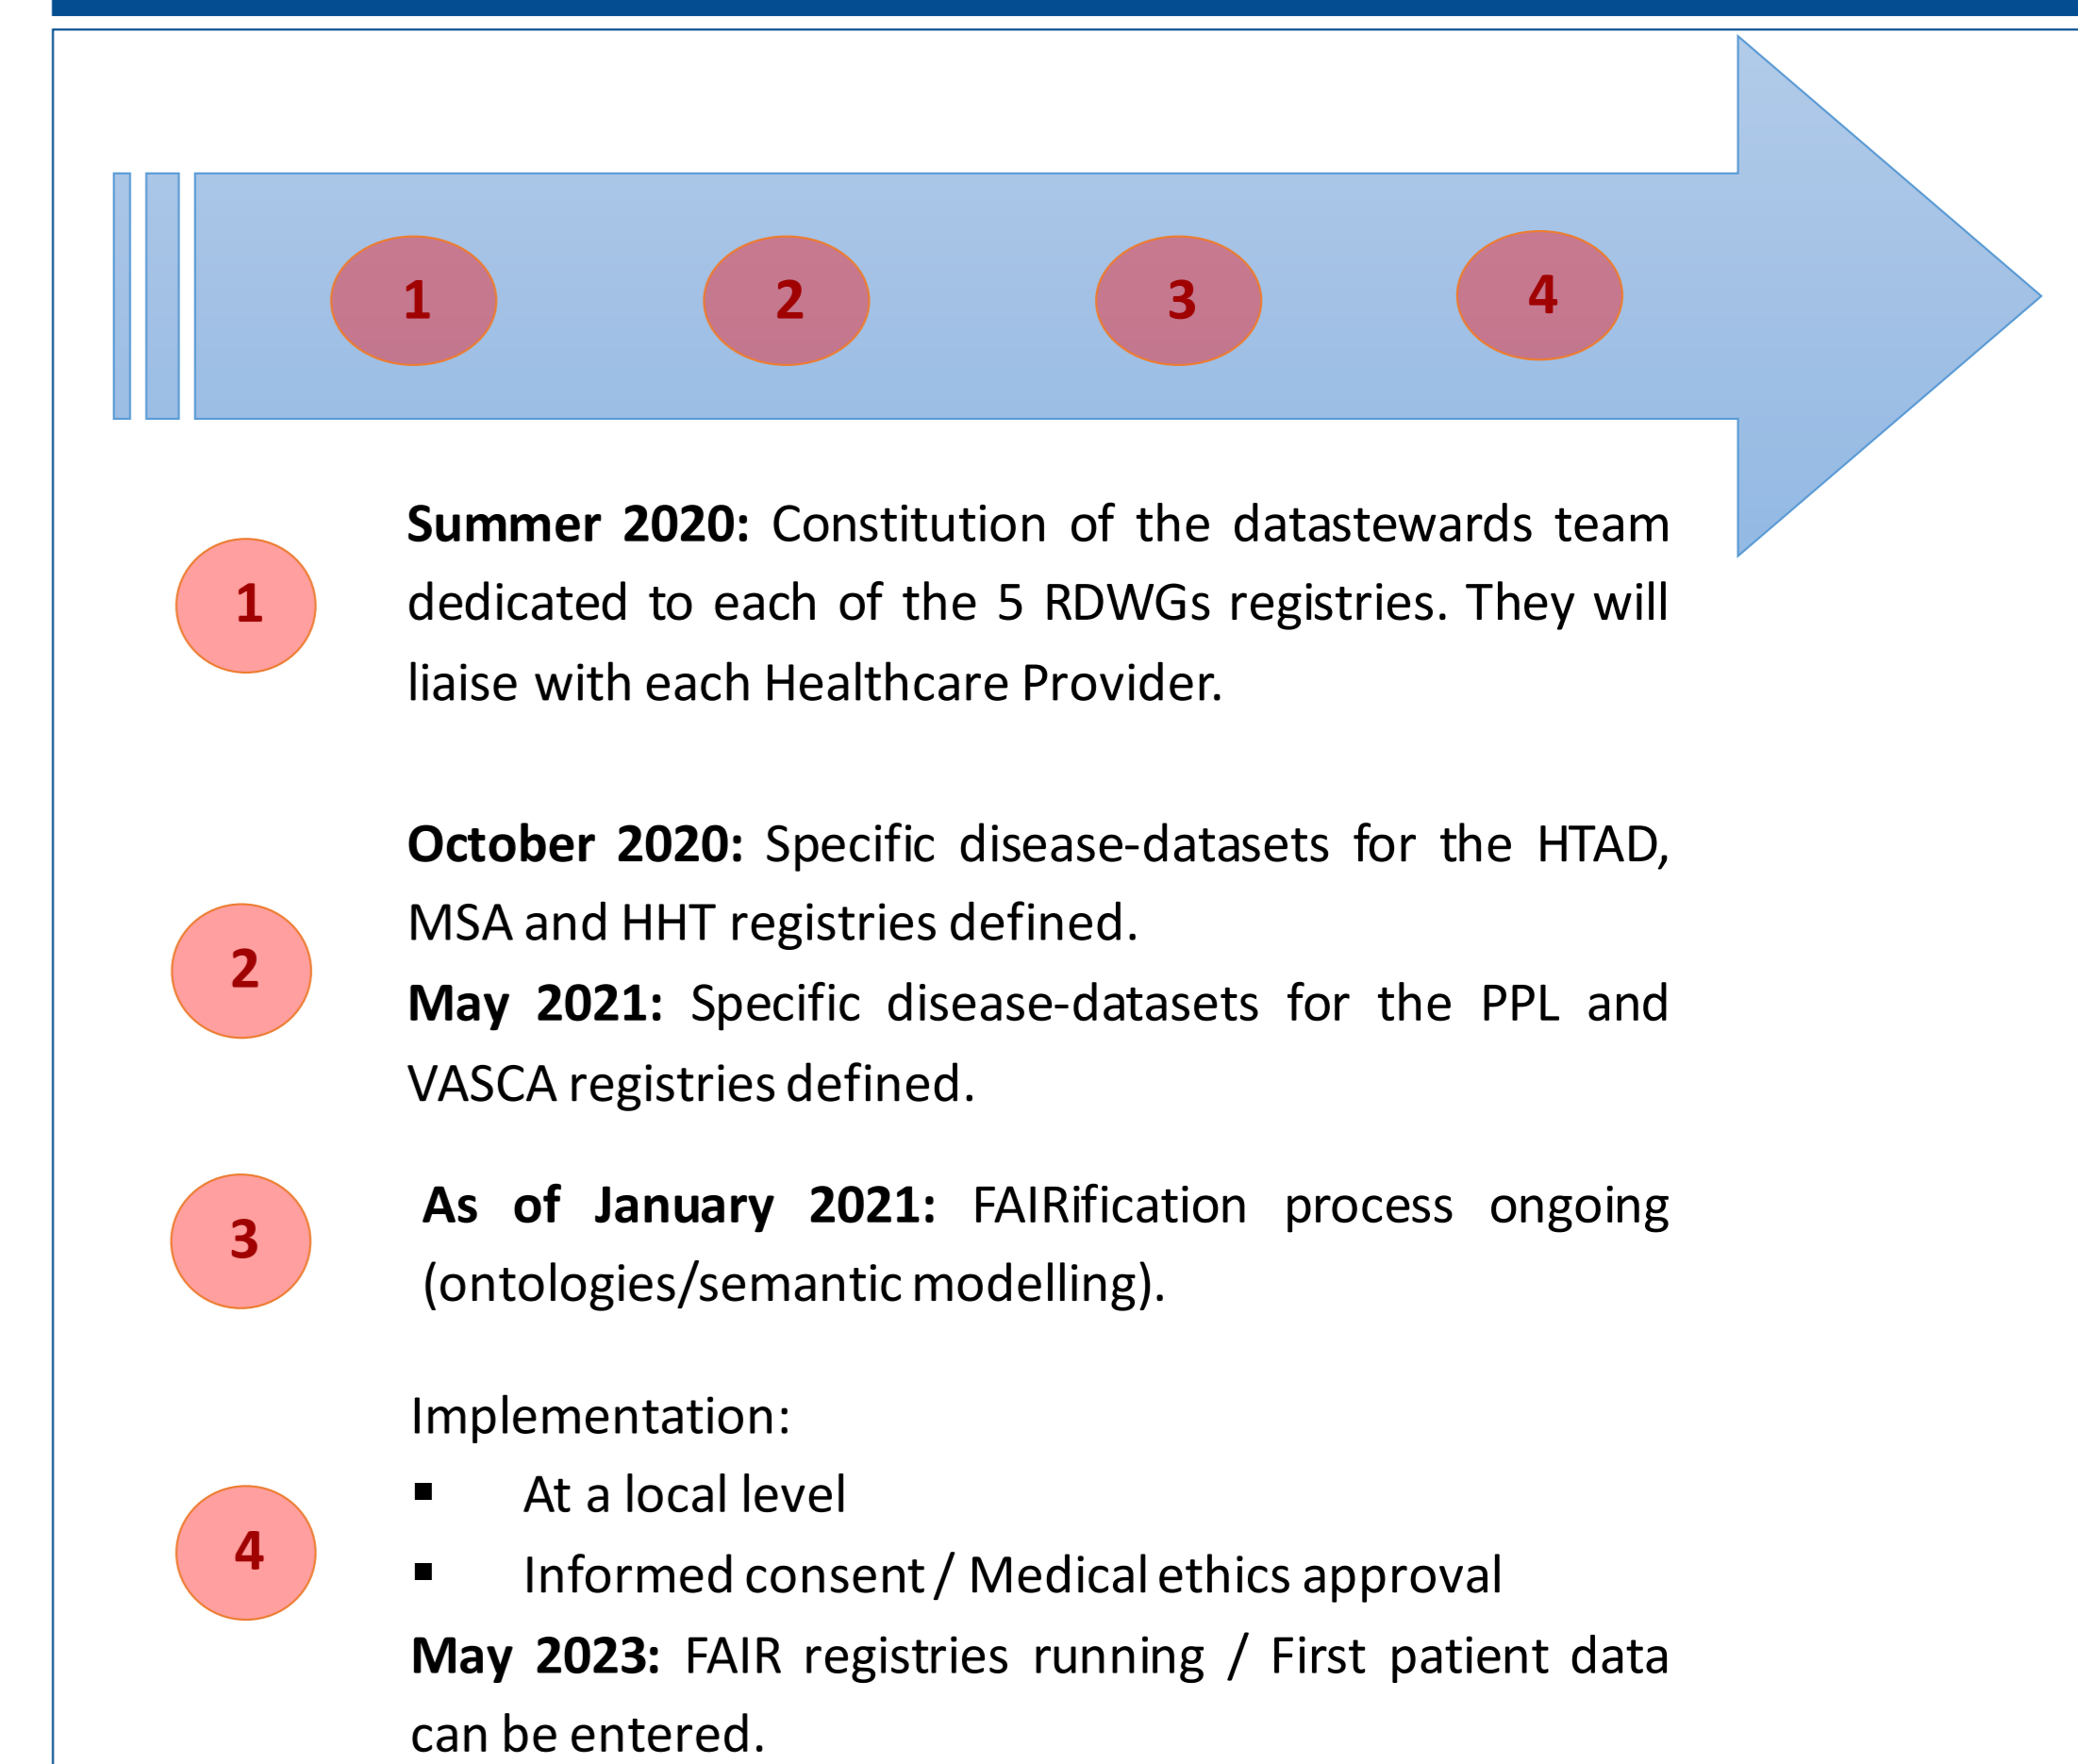 1 2 3 4
1
Summer 2020: Constitution of the datastewards team
dedicated to each of the 5 RDWGs registries. They will
liaise with each Healthcare Provider.
2
October 2020: Specific disease-datasets for the HTAD,
MSA and HHT registries defined.
May 2021: Specific disease-datasets for the PPL and
VASCA registries defined.
3
As of January 2021: FAIRification process ongoing
(ontologies/semantic modelling).
4
Implementation:
▪ At a local level
▪ Informed consent / Medical ethics approval
May 2023: FAIR registries running / First patient data
can be entered.